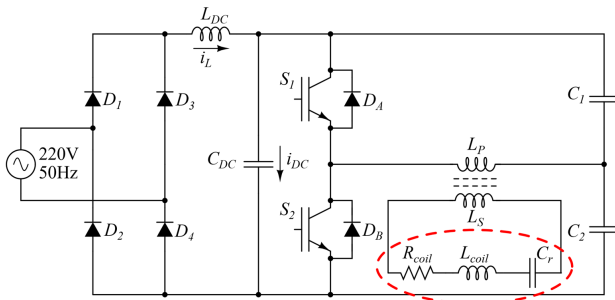 L_DC
i_L
D_1
D_3
S_1
D_A
C_1
220V
50Hz
C_DC
i_DC
L_P
L_S
D_2
D_4
S_2
D_B
C_2
R_coil
L_coil
C_r